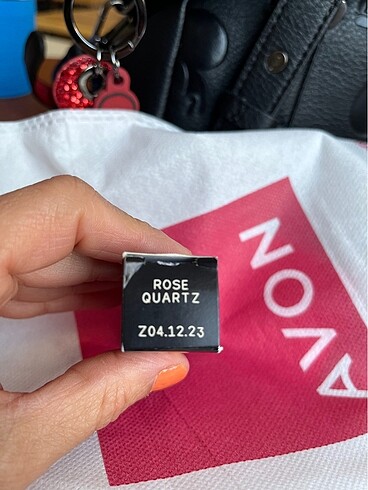 ROSE
QUARTZ
Z04.12.23
AVON